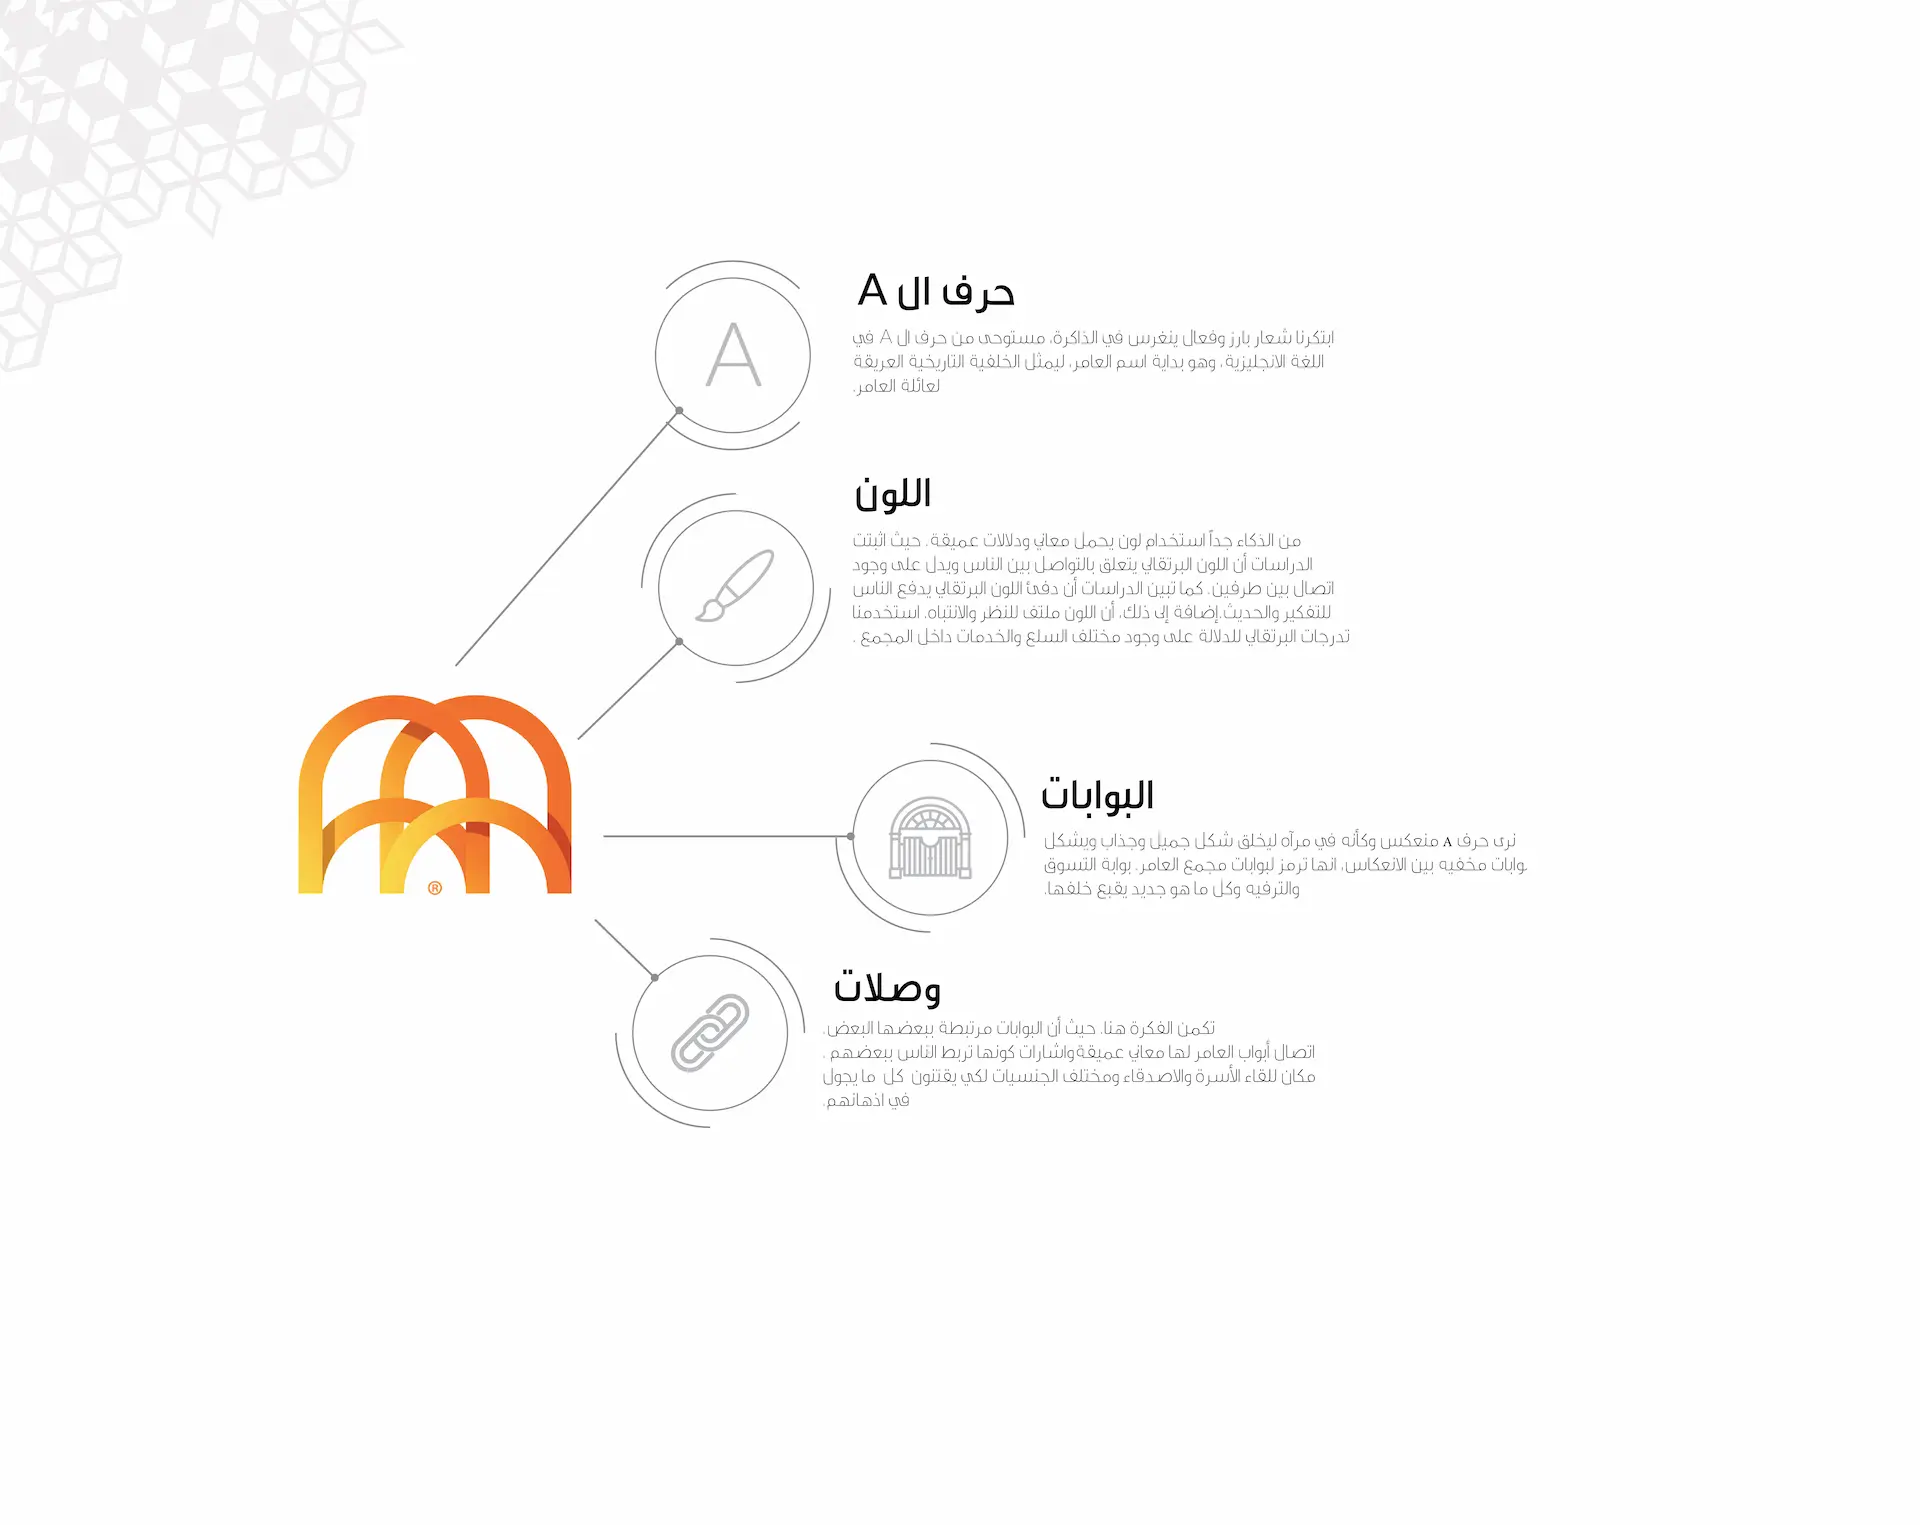 A
حرف ال A
ابتكرنا شعار بارز وفعال ينغرس في الذاكرة، مستوحى من حرف ال A في
اللغة الانجليزية، وهو بداية اسم العامر، ليمثل الخلفية التاريخية العريقة
لعائلة العامر.
اللون
من الذكاء جداً استخدام لون يحمل معاني ودلالات عميقة. حيث اثبتت
الدراسات أن اللون البرتقالي يتعلق بالتواصل بين الناس ويدل على وجود
اتصال بين طرفين. كما تبين الدراسات أن دفئ اللون البرتقالي يدفع الناس
للتفكير والحديث.إضافة إلى ذلك، أن اللون ملتف للنظر والانتباه. استخدمنا
تدرجات البرتقالي للدلالة على وجود مختلف السلع والخدمات داخل المجمع .
البوابات
نرى حرف A منعكس وكأنه في مرآه ليخلق شكل جميل وجذاب ويشكل
بوابات مخفيه بين الانعكاس، انها ترمز لبوابات مجمع العامر. بوابة التسوق
والترفيه وكل ما هو جديد يقبع خلفها.
®
وصلات
تكمن الفكرة هنا. حيث أن البوابات مرتبطة ببعضها البعض.
اتصال أبواب العامر لها معاني عميقةواشارات كونها تربط الناس ببعضهم .
مكان للقاء الأسرة والاصدقاء ومختلف الجنسيات لكي يقتنون كل ما يجول
في اذهانهم.